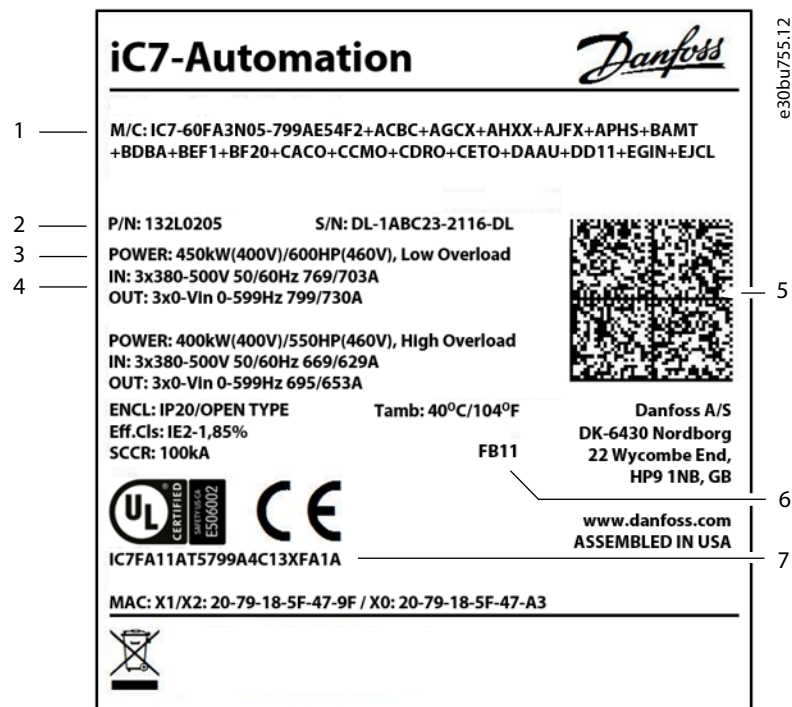 iC7-Automation
Danfoss
e30bu755.12
1
M/C: IC7-60FA3N05-799AE54F2+ACBC+AGCX+AHXX+AJFX+APHS+BAMT
+BDBA+BEF1+BF20+CACO+CCMO+CDRO+CETO+DAAU+DD11+EGIN+EJCL
2
P/N: 132L0205 S/N: DL-1ABC23-2116-DL
3
POWER: 450kW(400V)/600HP(460V), Low Overload
4
IN: 3x380-500V 50/60Hz 769/703A
OUT: 3x0-Vin 0-599Hz 799/730A
5
POWER: 400kW(400V)/550HP(460V), High Overload
IN: 3x380-500V 50/60Hz 669/629A
OUT: 3x0-Vin 0-599Hz 695/653A
ENCL: IP20/OPEN TYPE Tamb: 40⁰C/104⁰F
Eff.Cls: IE2-1,85%
SCCR: 100kA FB11
Danfoss A/S
DK-6430 Nordborg
22 Wycombe End,
HP9 1NB, GB
6
UL ® CERTIFIED SAFETY US-CA E506002
CE
www.danfoss.com
ASSEMBLED IN USA
IC7FA11AT5799A4C13XFA1A
7
MAC: X1/X2: 20-79-18-5F-47-9F / X0: 20-79-18-5F-47-A3